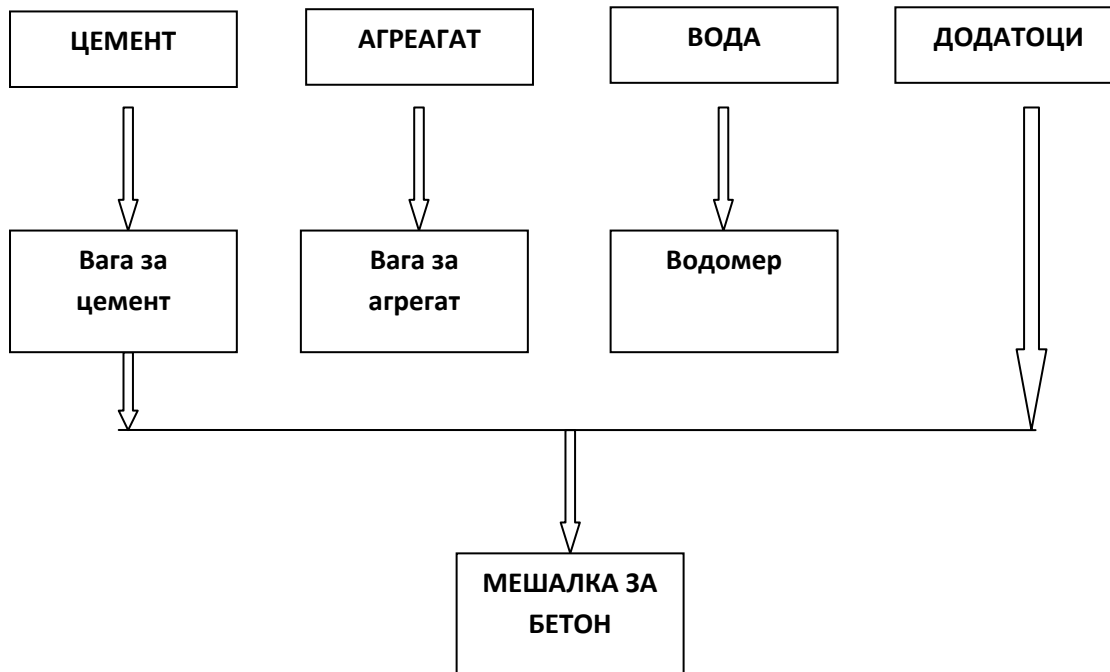 ЦЕМЕНТ
АГРЕАГАТ
ВОДА
ДОДАТОЦИ
Вага за
цемент
Вага за
агрегат
Водомер
МЕШАЛКА ЗА
БЕТОН